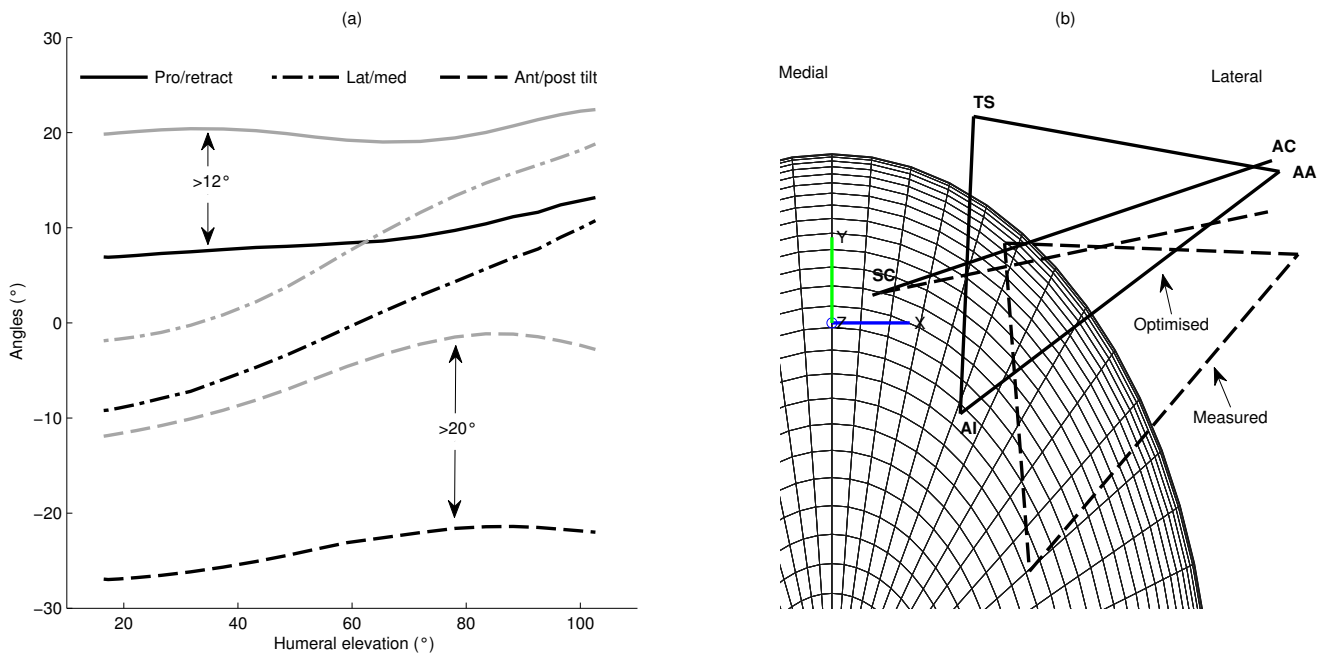 (a)
30
20
10
0
−10
−20
−30
Angles (°)
Pro/retract Lat/med Ant/post tilt
>12°
>20°
20 40 60 80 100
Humeral elevation (°)
(b)
Medial
Lateral
TS
AC
AA
Y
SC
Z
X
Optimised
AI
Measured